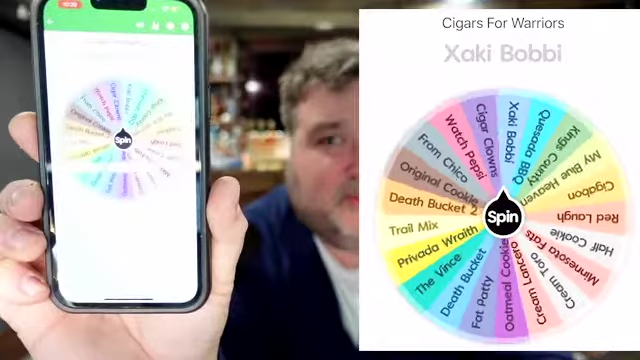 Cigars For Warriors
Xaki Bobbi
Xaki Bobbi
Quesada BBQ
Kings County
My Blue Heaven
Cigabon
Red Laugh
Half Cookie
Minnesota Fats
Cream Toro
Cream Lancero
Oatmeal Cookie
Fat Patty
Death Bucket
The Vince
Privada Wraith
Trail Mix
Death Bucket 2
Original Cookie
From Chico
Watch Pepsi
Cigar Clowns
Spin
Spin